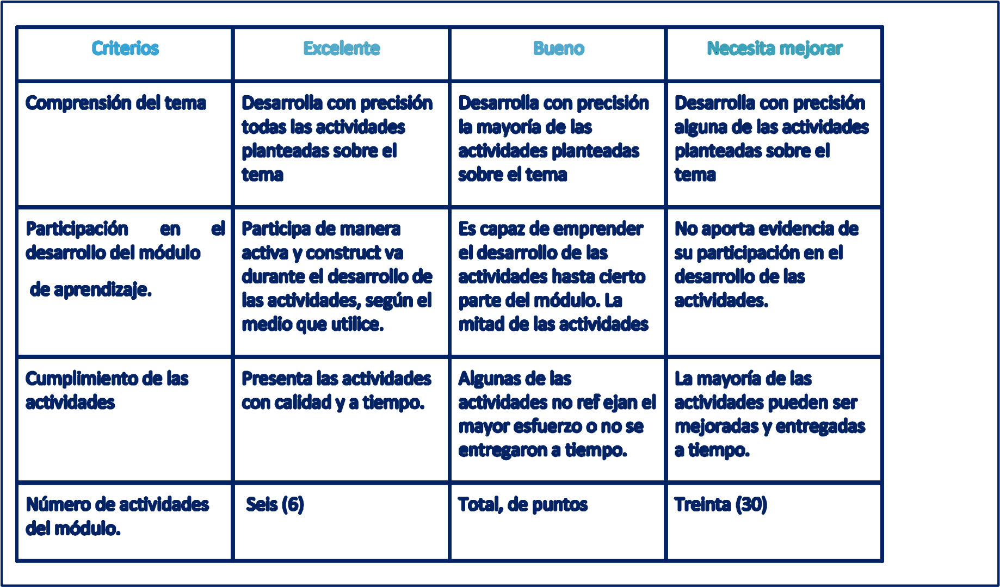 Criterios
Excelente
Bueno
Necesita mejorar
Comprensión del tema
Desarrolla con precisión
todas las actividades
planteadas sobre el
tema
Desarrolla con precisión
la mayoría de las
actividades planteadas
sobre el tema
Desarrolla con precisión
alguna de las actividades
planteadas sobre el
tema
Participación en el
desarrollo del módulo
de aprendizaje.
Participa de manera
activa y construct va
durante el desarrollo de
las actividades, según el
medio que utilice.
Es capaz de emprender
el desarrollo de las
actividades hasta cierto
parte del módulo. La
mitad de las actividades
No aporta evidencia de
su participación en el
desarrollo de las
actividades.
Cumplimiento de las
actividades
Presenta las actividades
con calidad y a tiempo.
Algunas de las
actividades no ref ejan el
mayor esfuerzo o no se
entregaron a tiempo.
La mayoría de las
actividades pueden ser
mejoradas y entregadas
a tiempo.
Número de actividades
del módulo.
Seis (6)
Total, de puntos
Treinta (30)